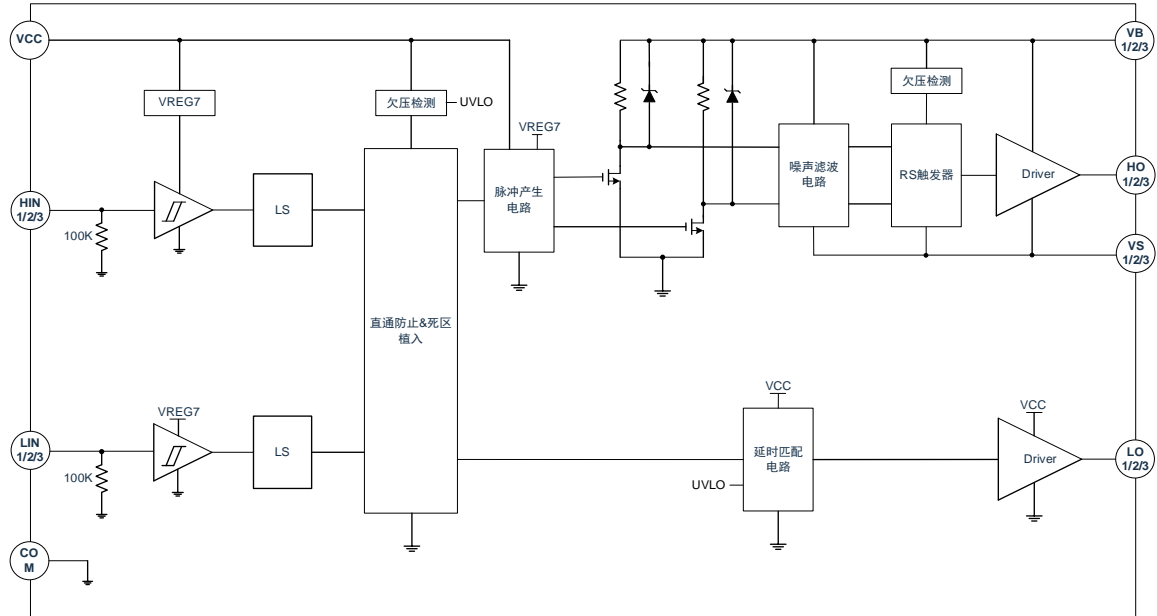 VCC
VB
1/2/3
VREG7
欠压检测
UVLO
欠压检测
VREG7
HIN
1/2/3
100K
LS
脉冲产生
电路
噪声滤波
电路
RS触发器
Driver
HO
1/2/3
VS
1/2/3
直通防止&死区
植入
LIN
1/2/3
100K
VREG7
LS
VCC
延时匹配
电路
UVLO
VCC
Driver
LO
1/2/3
CO
M